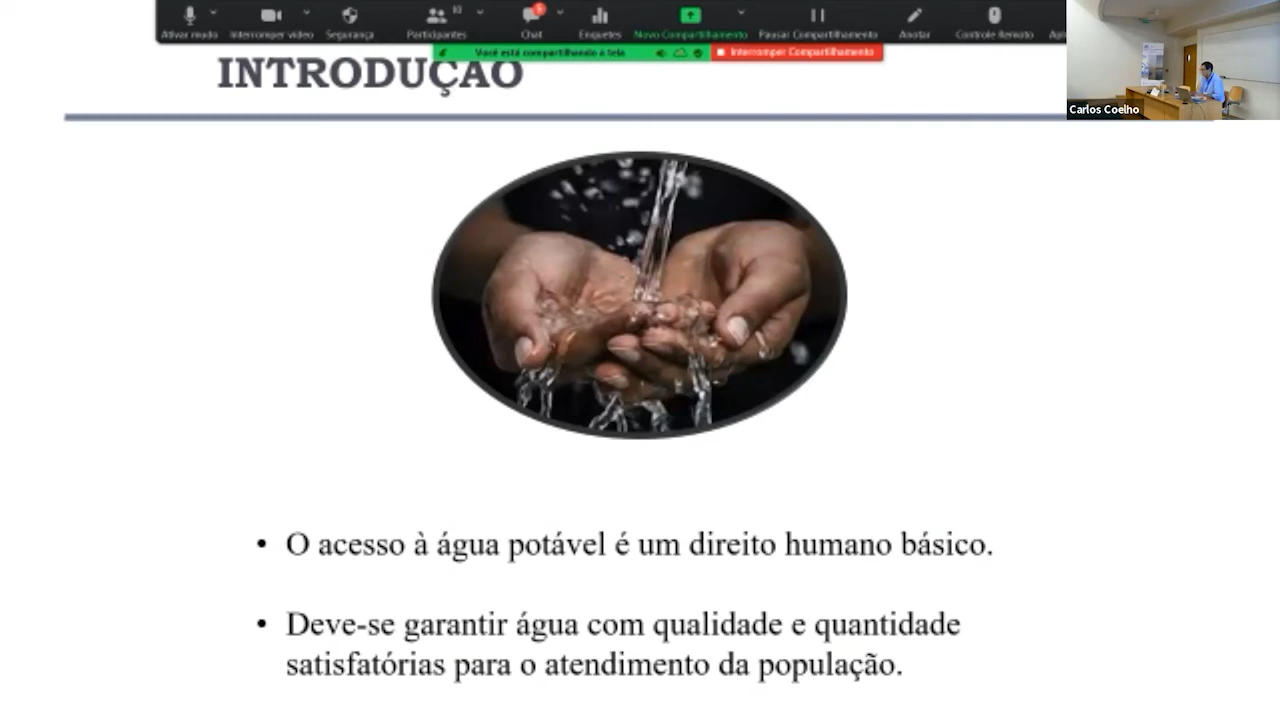 Ativar mudo
Interromper vídeo
Segurança
Participantes
10
Chat
Enquetes
Novo Compartilhamento
Pausar Compartilhamento
Anotar
Controle Remoto
Você está compartilhando a tela
Interromper Compartilhamento
INTRODUÇÃO
Carlos Coelho
• O acesso à água potável é um direito humano básico.
• Deve-se garantir água com qualidade e quantidade
satisfatórias para o atendimento da população.